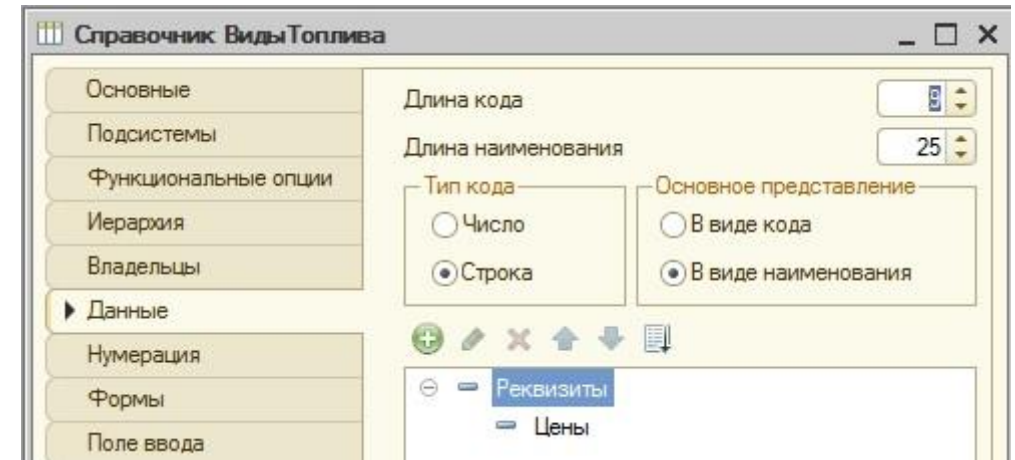 Справочник ВидыТоплива
Основные
Подсистемы
Функциональные опции
Иерархия
Владельцы
Данные
Нумерация
Формы
Поле ввода
Длина кода 9
Длина наименования 25
Тип кода
Число
Строка
Основное представление
В виде кода
В виде наименования
Реквизиты
Цены